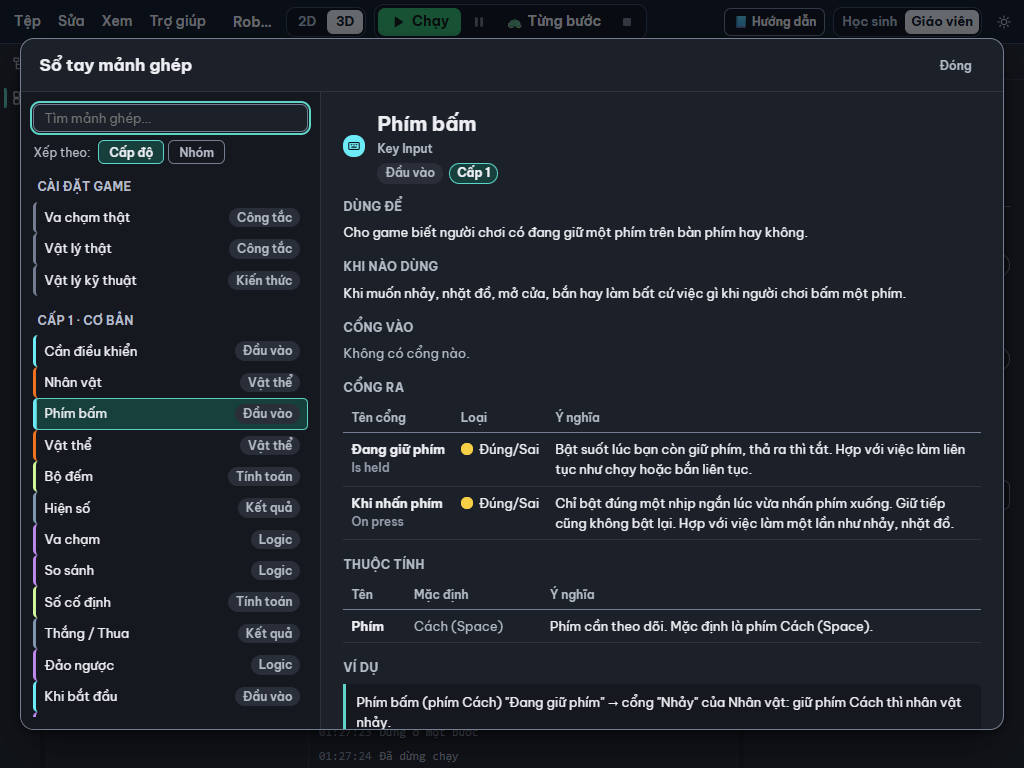 Tệp Sửa Xem Trợ giúp Rob... 2D 3D Chạy Từng bước Hướng dẫn Học sinh Giáo viên
Sổ tay mảnh ghép
Đóng
Tìm mảnh ghép...
Xếp theo: Cấp độ Nhóm
CÀI ĐẶT GAME
Va chạm thật Công tắc
Vật lý thật Công tắc
Vật lý kỹ thuật Kiến thức
CẤP 1 · CƠ BẢN
Cần điều khiển Đầu vào
Nhân vật Vật thể
Phím bấm Đầu vào
Vật thể Vật thể
Bộ đếm Tính toán
Hiện số Kết quả
Va chạm Logic
So sánh Logic
Số cố định Tính toán
Thắng / Thua Kết quả
Đảo ngược Logic
Khi bắt đầu Đầu vào
Phím bấm
Key Input
Đầu vào Cấp 1
DÙNG ĐỂ
Cho game biết người chơi có đang giữ một phím trên bàn phím hay không.
KHI NÀO DÙNG
Khi muốn nhảy, nhặt đồ, mở cửa, bắn hay làm bất cứ việc gì khi người chơi bấm một phím.
CỔNG VÀO
Không có cổng nào.
CỔNG RA
Tên cổng Loại Ý nghĩa
Đang giữ phím Đúng/Sai Bật suốt lúc bạn còn giữ phím, thả ra thì tắt. Hợp với việc làm liên
Is held tục như chạy hoặc bắn liên tục.
Khi nhấn phím Đúng/Sai Chỉ bật đúng một nhịp ngắn lúc vừa nhấn phím xuống. Giữ tiếp
On press cũng không bật lại. Hợp với việc làm một lần như nhảy, nhặt đồ.
THUỘC TÍNH
Tên Mặc định Ý nghĩa
Phím Cách (Space) Phím cần theo dõi. Mặc định là phím Cách (Space).
VÍ DỤ
Phím bấm (phím Cách) "Đang giữ phím" → cổng "Nhảy" của Nhân vật: giữ phím Cách thì nhân vật
nhảy.
01:27:23 Dừng ở một bước
01:27:24 Đã dừng chạy